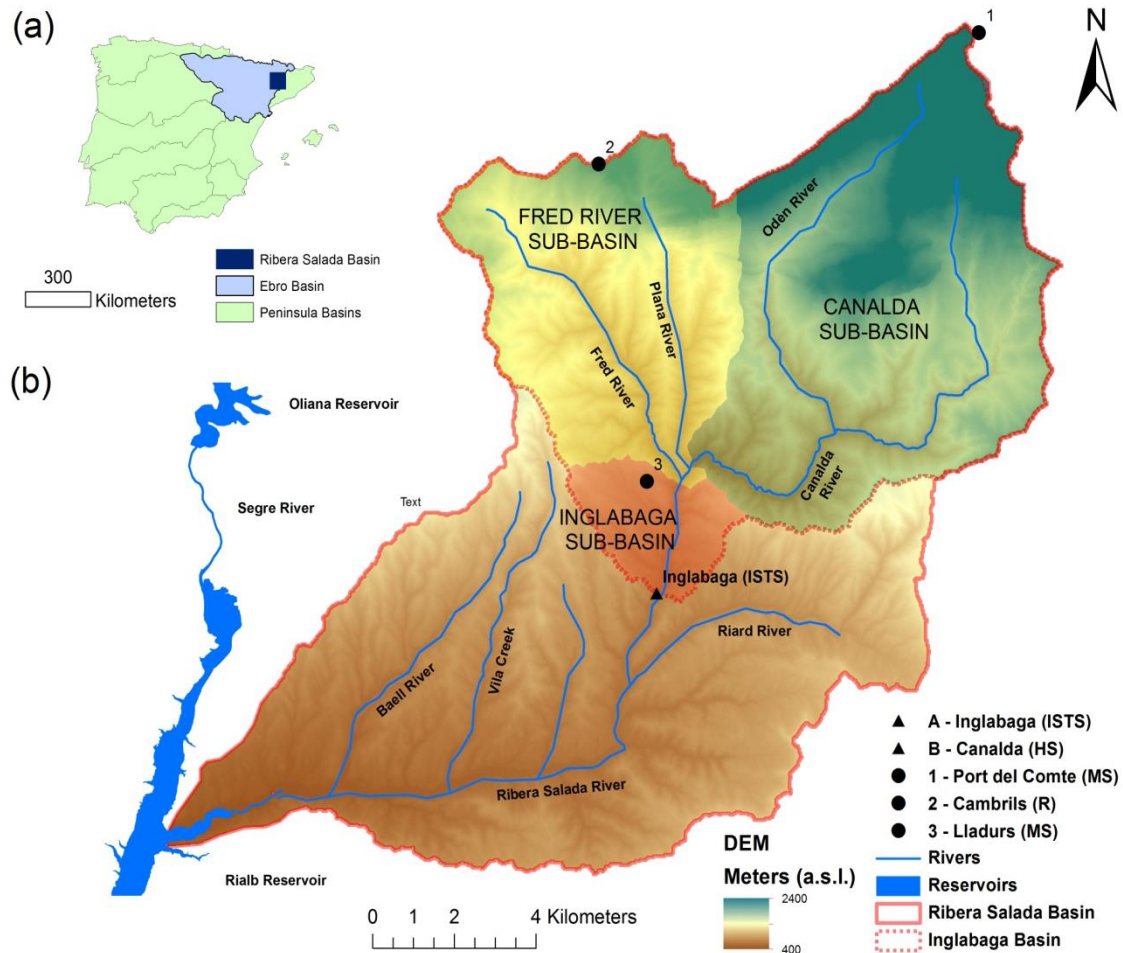 (a)
300
Kilometers
Ribera Salada Basin
Ebro Basin
Peninsula Basins
(b)
Oliana Reservoir
Segre River
Rialb Reservoir
Text
1
N
2
FRED RIVER
SUB-BASIN
Odèn River
Plana River
Fred River
CANALDA
SUB-BASIN
Canalda
River
3
INGLABAGA
SUB-BASIN
Inglabaga (ISTS)
Riard River
Baell River
Vila Creek
Ribera Salada River
0 1 2 4 Kilometers
DEM
Meters (a.s.l.)
2400
400
A - Inglabaga (ISTS)
B - Canalda (HS)
1 - Port del Comte (MS)
2 - Cambrils (R)
3 - Lladurs (MS)
Rivers
Reservoirs
Ribera Salada Basin
Inglabaga Basin